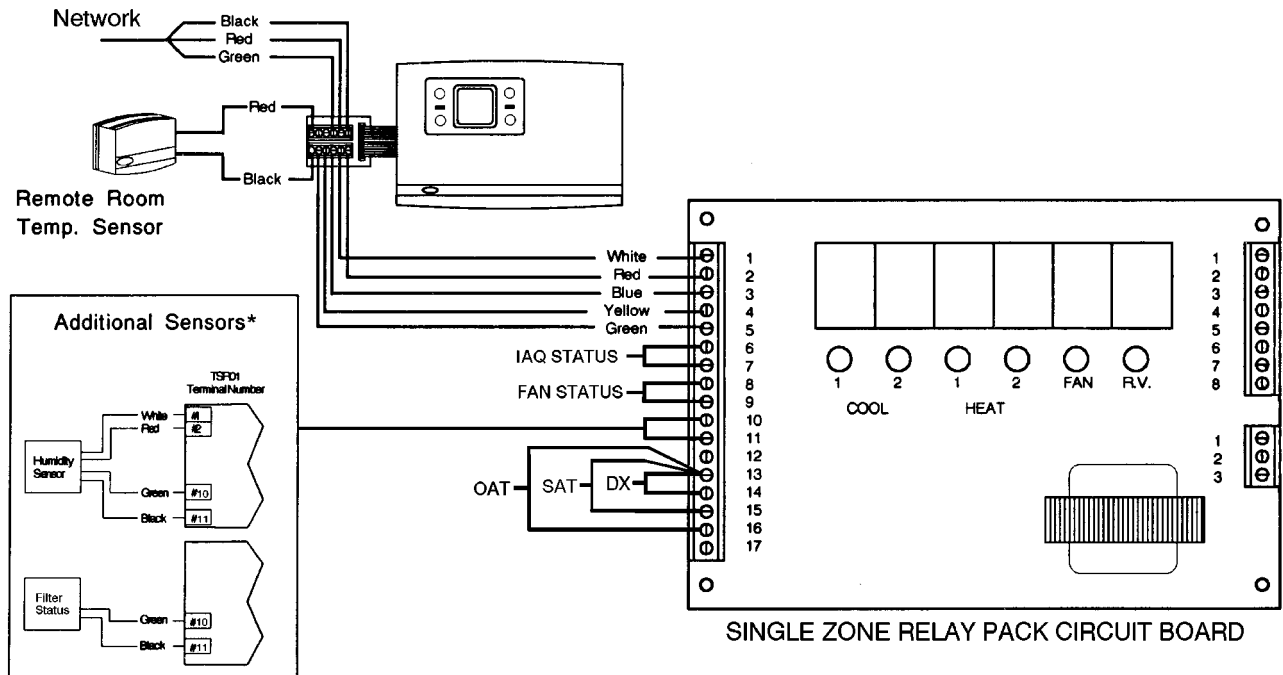 Network
Black
Red
Green
Red
Black
Remote Room
Temp. Sensor
White
Red
Blue
Yellow
Green
IAQ STATUS
FAN STATUS
OAT
SAT
DX
1
2
3
4
5
6
7
8
9
10
11
12
13
14
15
16
17
1
2
1
2
FAN
R.V.
COOL
HEAT
1
2
3
4
5
6
7
8
1
2
3
SINGLE ZONE RELAY PACK CIRCUIT BOARD
Additional Sensors*
TSF01
Terminal Number
White
#1
Red
#2
Humidity
Sensor
Green
#10
Black
#11
Filter
Status
Green
#10
Black
#11